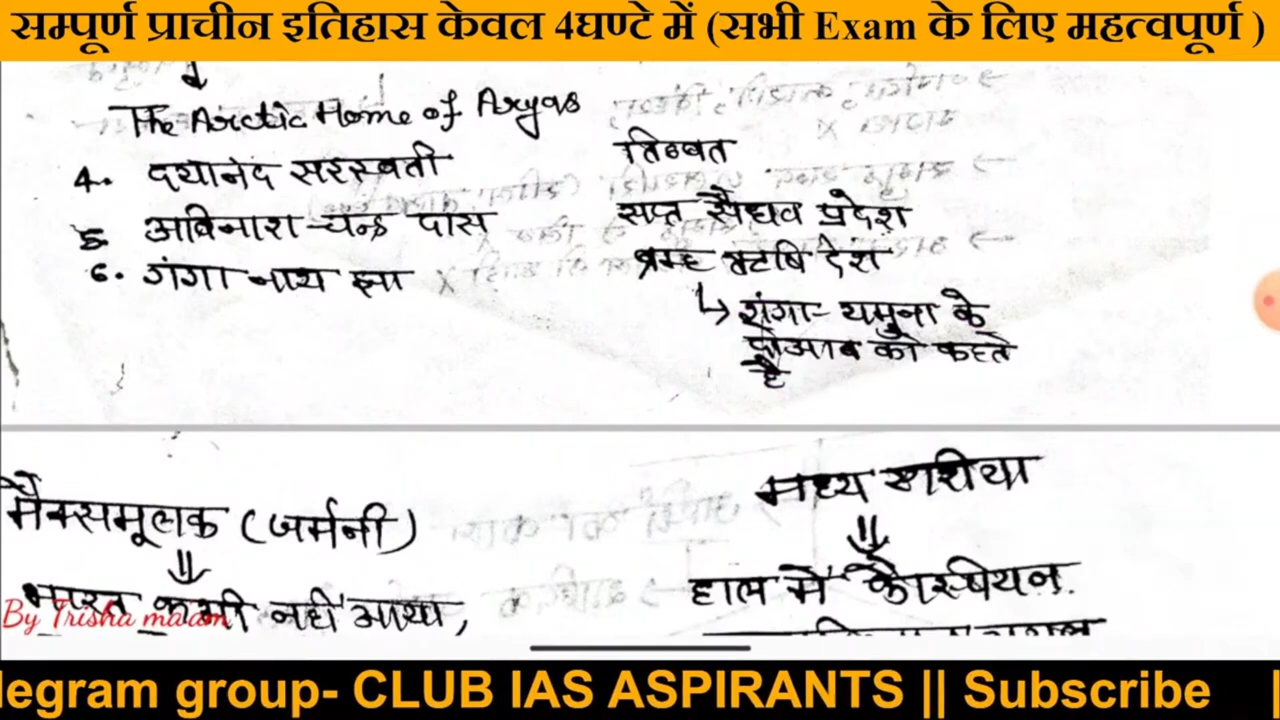 सम्पूर्ण प्राचीन इतिहास केवल 4घण्टे में (सभी Exam के लिए महत्वपूर्ण )
The Arctic Home of Aryas
4. दयानंद सरस्वती तिब्बत
5 अविनाश चन्द्र दास सप्त सैंधव प्रदेश
6. गंगा नाथ झा ब्रम्ह ऋषि देश
↳ गंगा- यमुना के
दोआब को कहते
है
मैक्समूलक (जर्मनी) मध्य एशीया
⇓ ⇓
भारत कभी नहीं आया, हाल में कैस्पियन.
By Trisha ma'am
legram group- CLUB IAS ASPIRANTS || Subscribe |